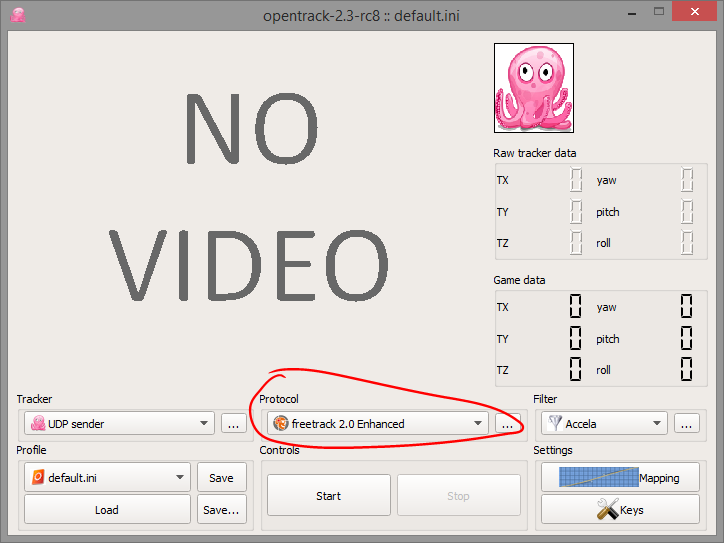 opentrack-2.3-rc8 :: default.ini
NO
VIDEO
Raw tracker data
TX 0 yaw 0
TY 0 pitch 0
TZ 0 roll 0
Game data
TX 0 yaw 0
TY 0 pitch 0
TZ 0 roll 0
Tracker
UDP sender ...
Protocol
freetrack 2.0 Enhanced ...
Filter
Accela ...
Profile
default.ini Save
Load Save...
Controls
Start Stop
Settings
Mapping
Keys